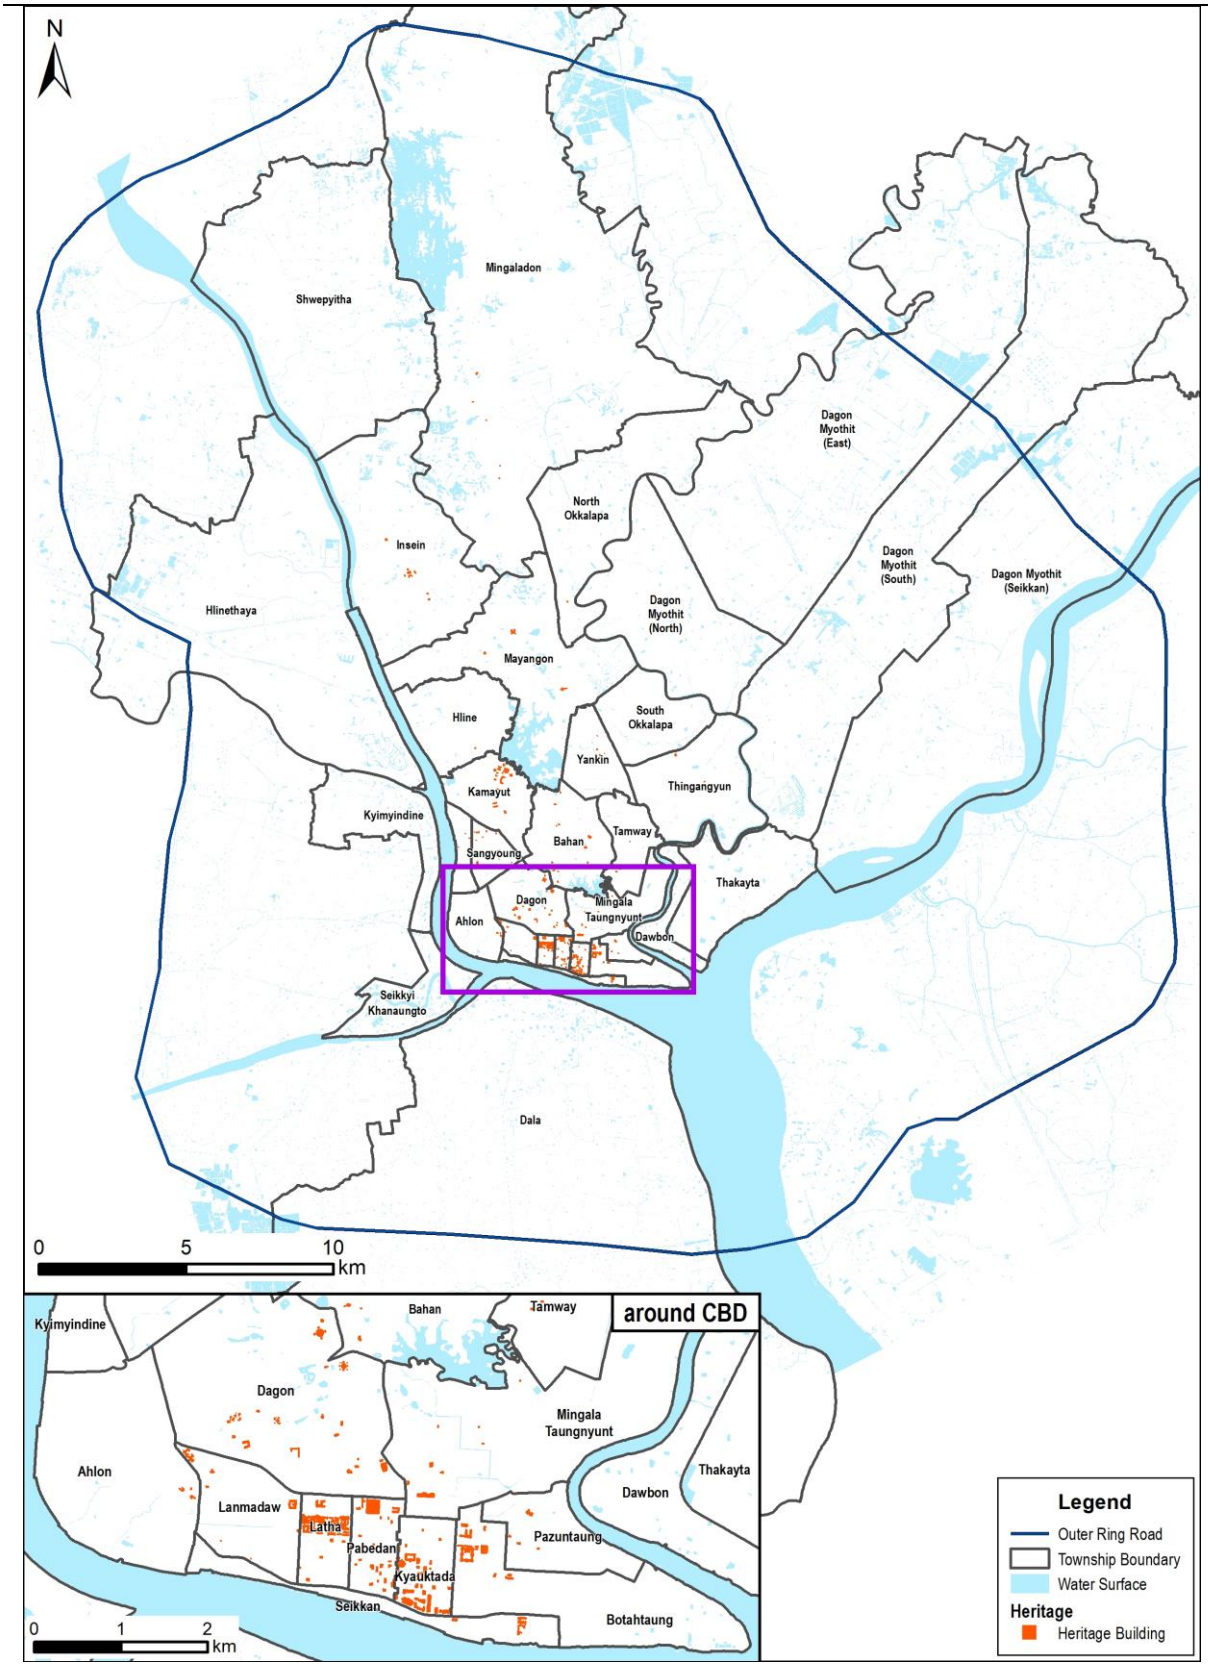 N
Mingaladon
Shwepyitha
Dagon
Myothit
(East)
North
Okkalapa
Insein
Dagon
Myothit
(South)
Dagon Myothit
(Seikkan)
Hlinethaya
Dagon
Myothit
(North)
Mayangon
Hline
South
Okkalapa
Yankin
Kamayut
Thingangyun
Kyimyindine
Tamway
Bahan
Sangyoung
Thakayta
Dagon
Mingala
Taungnyunt
Ahlon
Dawbon
Seikkyi
Khanaungto
Dala
0 5 10
km
around CBD
Kyimyindine
Bahan
Tamway
Dagon
Mingala
Taungnyunt
Ahlon
Thakayta
Dawbon
Lanmadaw
Latha
Pabedan
Pazuntaung
Kyauktada
Seikkan
Botahtaung
0 1 2
km
Legend
Outer Ring Road
Township Boundary
Water Surface
Heritage
Heritage Building